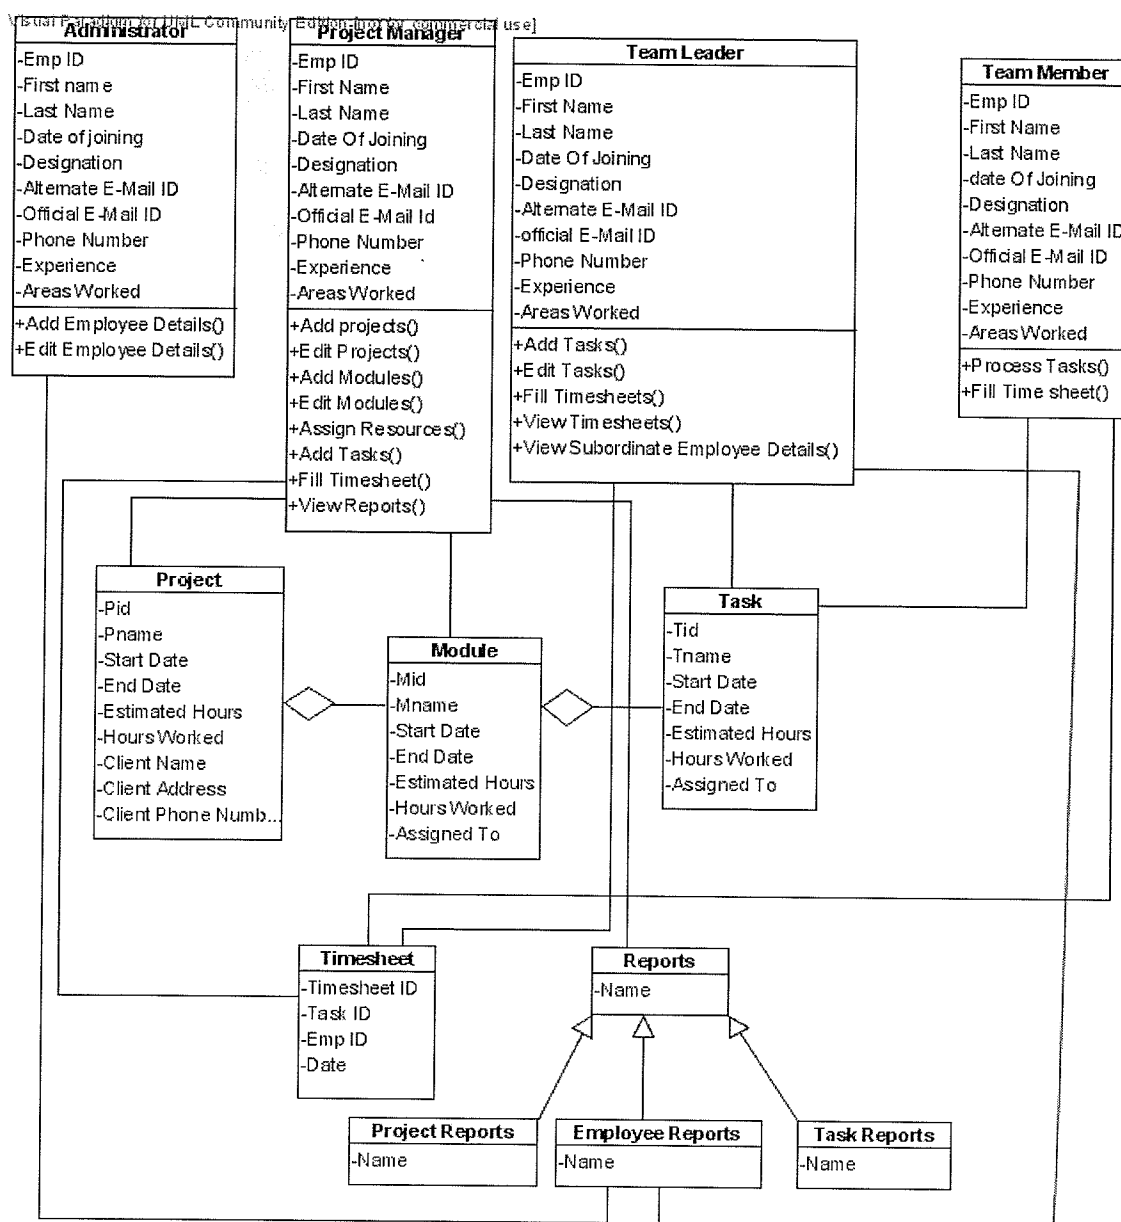 Visual Paradigm for UML Community Edition [not for commercial use]
Administrator
-Emp ID
-First name
-Last Name
-Date of joining
-Designation
-Alternate E-Mail ID
-Official E-Mail ID
-Phone Number
-Experience
-Areas Worked
+Add Employee Details()
+Edit Employee Details()
Project Manager
-Emp ID
-First Name
-Last Name
-Date Of Joining
-Designation
-Alternate E-Mail ID
-Official E-Mail Id
-Phone Number
-Experience
-Areas Worked
+Add projects()
+Edit Projects()
+Add Modules()
+Edit Modules()
+Assign Resources()
+Add Tasks()
+Fill Timesheet()
+View Reports()
Team Leader
-Emp ID
-First Name
-Last Name
-Date Of Joining
-Designation
-Alternate E-Mail ID
-official E-Mail ID
-Phone Number
-Experience
-Areas Worked
+Add Tasks()
+Edit Tasks()
+Fill Timesheets()
+View Timesheets()
+View Subordinate Employee Details()
Team Member
-Emp ID
-First Name
-Last Name
-date Of Joining
-Designation
-Alternate E-Mail ID
-Official E-Mail ID
-Phone Number
-Experience
-Areas Worked
+Process Tasks()
+Fill Time sheet()
Project
-Pid
-Pname
-Start Date
-End Date
-Estimated Hours
-Hours Worked
-Client Name
-Client Address
-Client Phone Numb...
Module
-Mid
-Mname
-Start Date
-End Date
-Estimated Hours
-Hours Worked
-Assigned To
Task
-Tid
-Tname
-Start Date
-End Date
-Estimated Hours
-Hours Worked
-Assigned To
Timesheet
-Timesheet ID
-Task ID
-Emp ID
-Date
Reports
-Name
Project Reports
-Name
Employee Reports
-Name
Task Reports
-Name